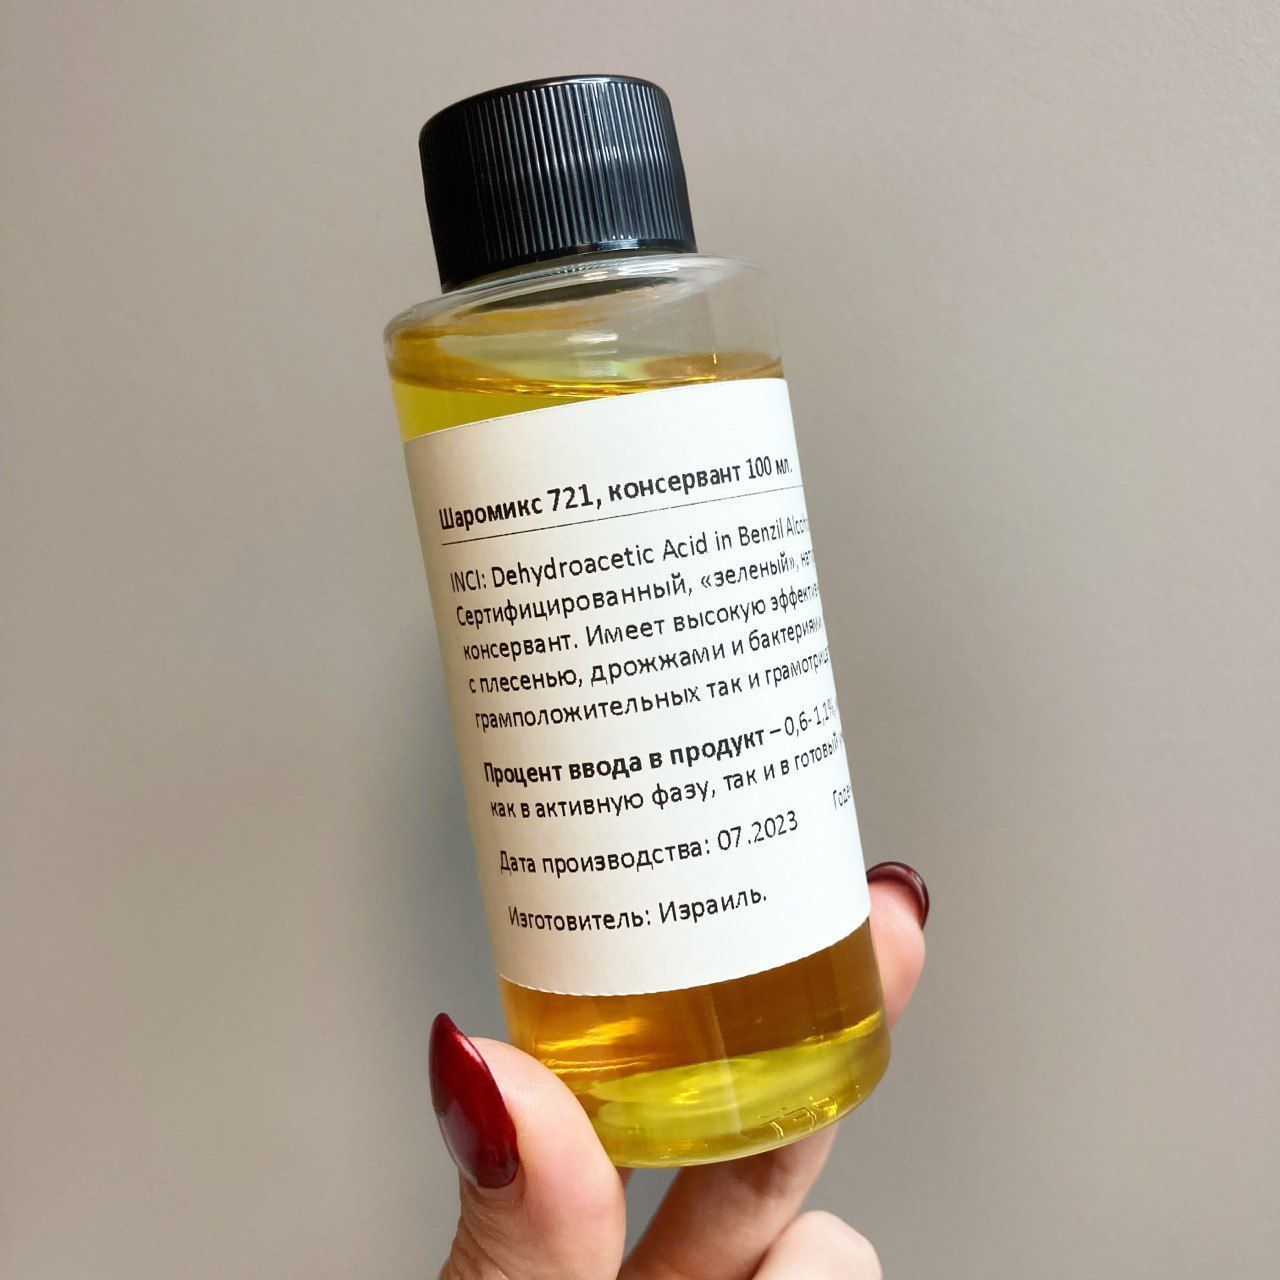 Шаромикс 721, консервант 100 мл.
INCI: Dehydroacetic Acid in Benzil
Сертифицированный, «зеленый»,
консервант. Имеет высокую
с плесенью, дрожжами и бактериями
грамположительных так и
Процент ввода в продукт – 0,6-1,1%
как в активную фазу, так и в готовый
Дата производства: 07.2023
Изготовитель: Израиль.